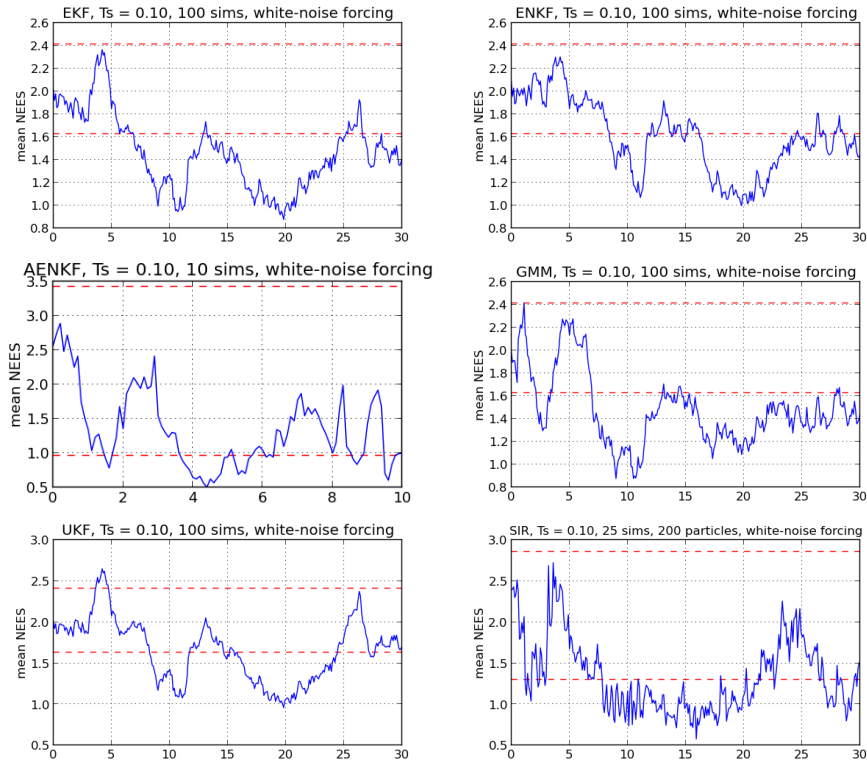 EKF, Ts = 0.10, 100 sims, white-noise forcing
mean NEES
2.6
2.4
2.2
2.0
1.8
1.6
1.4
1.2
1.0
0.8
0 5 10 15 20 25 30
ENKF, Ts = 0.10, 100 sims, white-noise forcing
mean NEES
2.6
2.4
2.2
2.0
1.8
1.6
1.4
1.2
1.0
0.8
0 5 10 15 20 25 30
AENKF, Ts = 0.10, 10 sims, white-noise forcing
mean NEES
3.5
3.0
2.5
2.0
1.5
1.0
0.5
0 2 4 6 8 10
GMM, Ts = 0.10, 100 sims, white-noise forcing
mean NEES
2.6
2.4
2.2
2.0
1.8
1.6
1.4
1.2
1.0
0.8
0 5 10 15 20 25 30
UKF, Ts = 0.10, 100 sims, white-noise forcing
mean NEES
3.0
2.5
2.0
1.5
1.0
0.5
0 5 10 15 20 25 30
SIR, Ts = 0.10, 25 sims, 200 particles, white-noise forcing
mean NEES
3.0
2.5
2.0
1.5
1.0
0.5
0 5 10 15 20 25 30